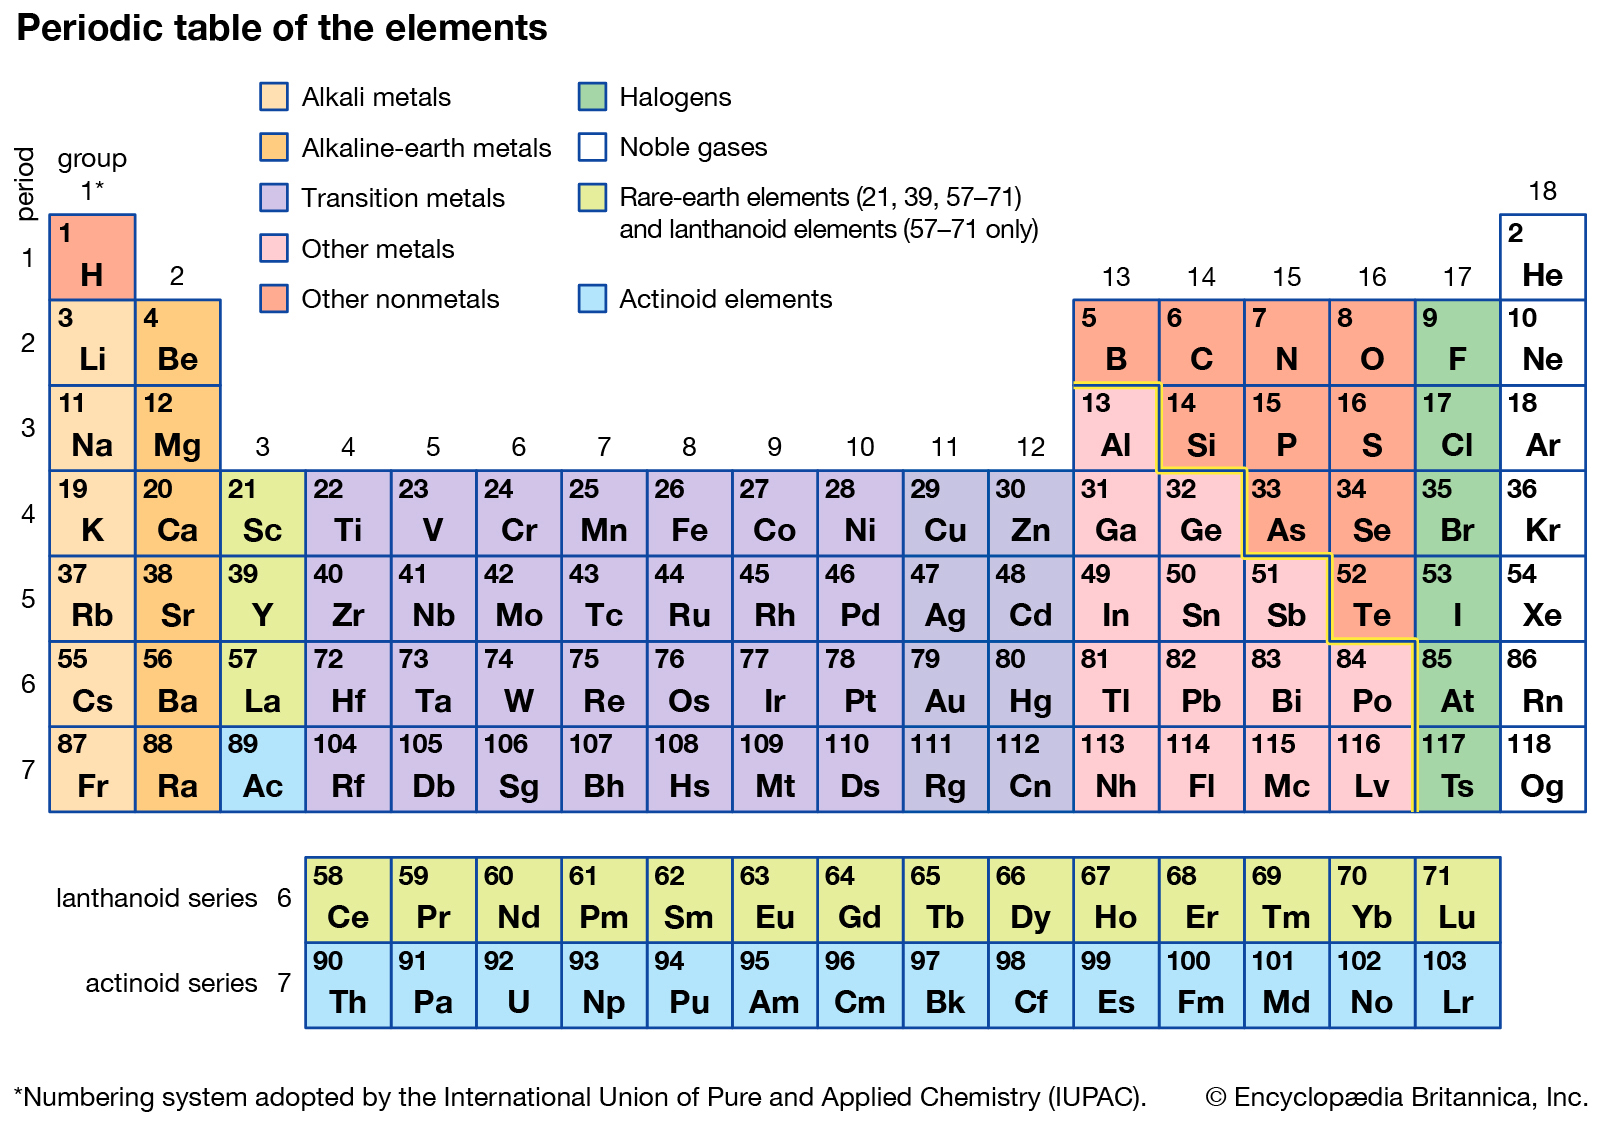 Periodic table of the elements
Alkali metals
Alkaline-earth metals
Transition metals
Other metals
Other nonmetals
Halogens
Noble gases
Rare-earth elements (21, 39, 57–71)
and lanthanoid elements (57–71 only)
Actinoid elements
period
group
1* 2 3 4 5 6 7 8 9 10 11 12 13 14 15 16 17 18
1 1 H 2 He
2 3 Li 4 Be 5 B 6 C 7 N 8 O 9 F 10 Ne
3 11 Na 12 Mg 13 Al 14 Si 15 P 16 S 17 Cl 18 Ar
4 19 K 20 Ca 21 Sc 22 Ti 23 V 24 Cr 25 Mn 26 Fe 27 Co 28 Ni 29 Cu 30 Zn 31 Ga 32 Ge 33 As 34 Se 35 Br 36 Kr
5 37 Rb 38 Sr 39 Y 40 Zr 41 Nb 42 Mo 43 Tc 44 Ru 45 Rh 46 Pd 47 Ag 48 Cd 49 In 50 Sn 51 Sb 52 Te 53 I 54 Xe
6 55 Cs 56 Ba 57 La 72 Hf 73 Ta 74 W 75 Re 76 Os 77 Ir 78 Pt 79 Au 80 Hg 81 Tl 82 Pb 83 Bi 84 Po 85 At 86 Rn
7 87 Fr 88 Ra 89 Ac 104 Rf 105 Db 106 Sg 107 Bh 108 Hs 109 Mt 110 Ds 111 Rg 112 Cn 113 Nh 114 Fl 115 Mc 116 Lv 117 Ts 118 Og
lanthanoid series 6 58 Ce 59 Pr 60 Nd 61 Pm 62 Sm 63 Eu 64 Gd 65 Tb 66 Dy 67 Ho 68 Er 69 Tm 70 Yb 71 Lu
actinoid series 7 90 Th 91 Pa 92 U 93 Np 94 Pu 95 Am 96 Cm 97 Bk 98 Cf 99 Es 100 Fm 101 Md 102 No 103 Lr
*Numbering system adopted by the International Union of Pure and Applied Chemistry (IUPAC).
© Encyclopædia Britannica, Inc.